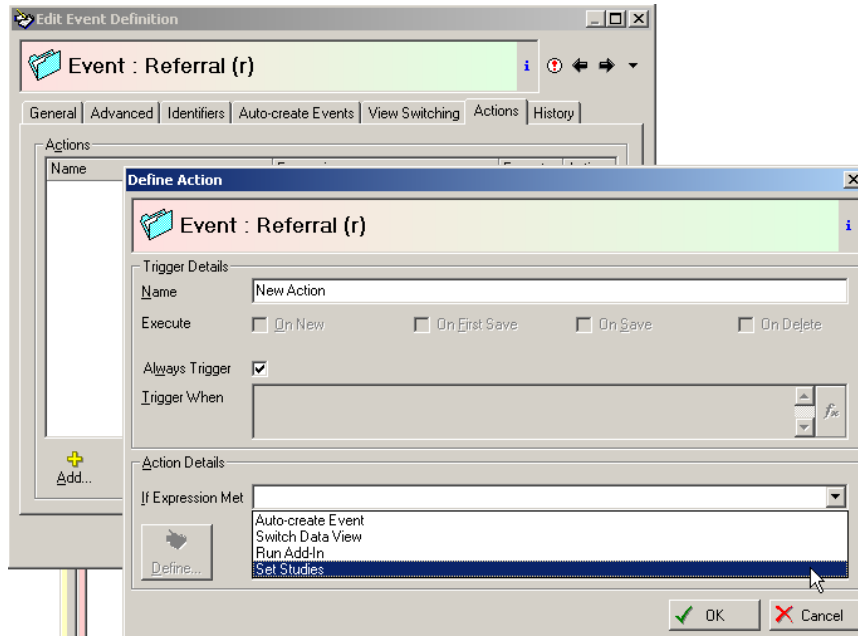 Edit Event Definition
Event : Referral (r)
General Advanced Identifiers Auto-create Events View Switching Actions History
Actions
Name
Define Action
Event : Referral (r)
Trigger Details
Name New Action
Execute On New On First Save On Save On Delete
Always Trigger
Trigger When
fx
Add...
Action Details
If Expression Met
Auto-create Event
Switch Data View
Run Add-In
Set Studies
Define...
OK Cancel